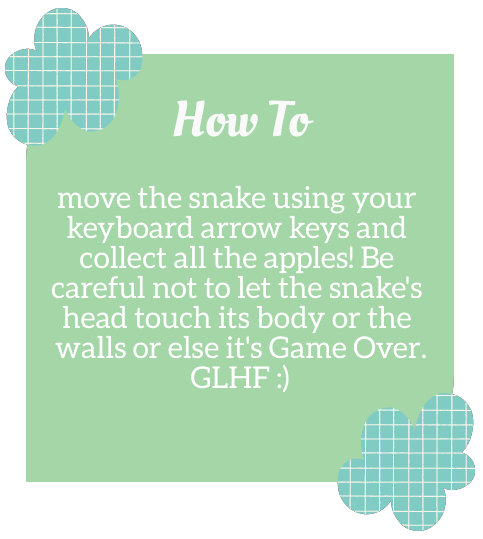 How To
move the snake using your
keyboard arrow keys and
collect all the apples! Be
careful not to let the snake's
head touch its body or the
walls or else it's Game Over.
GLHF :)